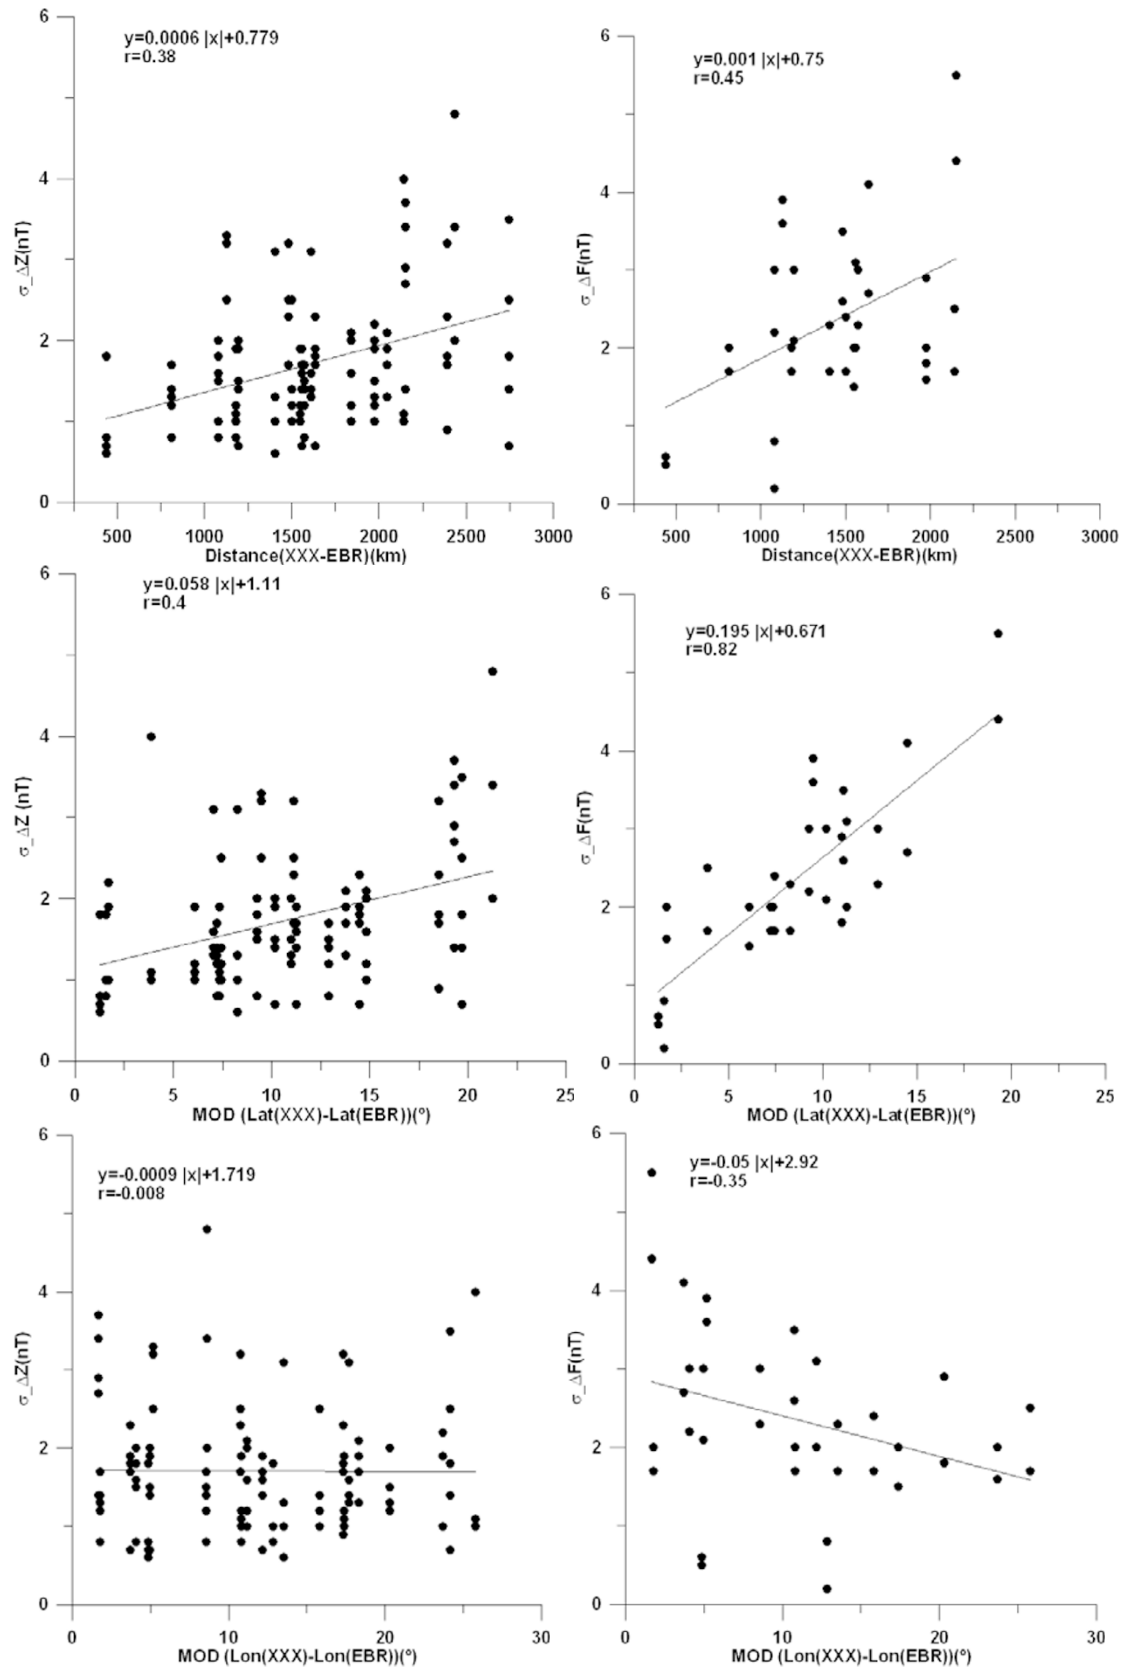 y=0.0006 |x|+0.779
r=0.38
6
4
2
0
σ_ΔZ(nT)
500 1000 1500 2000 2500 3000
Distance(XXX-EBR)(km)
y=0.001 |x|+0.75
r=0.45
6
4
2
0
σ_ΔF(nT)
500 1000 1500 2000 2500 3000
Distance(XXX-EBR)(km)
y=0.058 |x|+1.11
r=0.4
6
4
2
0
σ_ΔZ (nT)
0 5 10 15 20 25
MOD (Lat(XXX)-Lat(EBR))(°)
y=0.195 |x|+0.671
r=0.82
6
4
2
0
σ_ΔF(nT)
0 5 10 15 20 25
MOD (Lat(XXX)-Lat(EBR))(°)
y=-0.0009 |x|+1.719
r=-0.008
6
4
2
0
σ_ΔZ(nT)
0 10 20 30
MOD (Lon(XXX)-Lon(EBR))(°)
y=-0.05 |x|+2.92
r=-0.35
6
4
2
0
σ_ΔF(nT)
0 10 20 30
MOD (Lon(XXX)-Lon(EBR))(°)